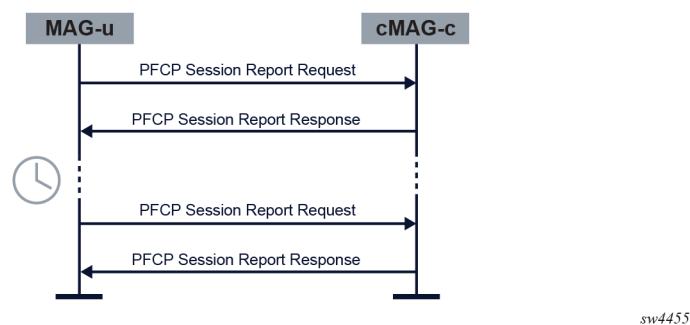 MAG-u
cMAG-c
PFCP Session Report Request
PFCP Session Report Response
PFCP Session Report Request
PFCP Session Report Response
sw4455